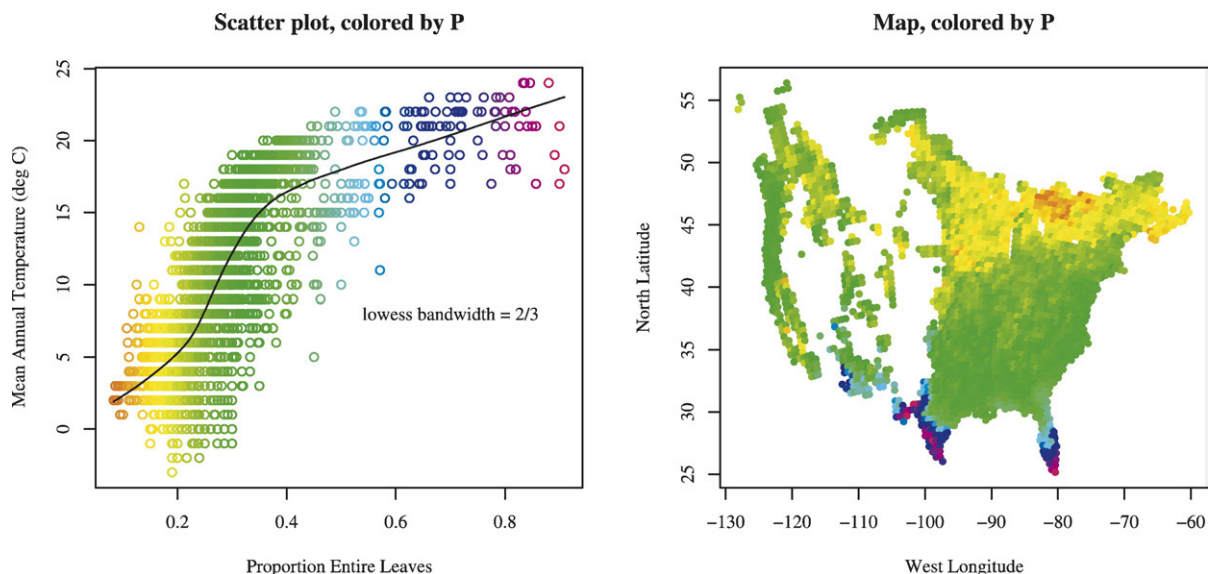 Scatter plot, colored by P
Mean Annual Temperature (deg C)
25
20
15
10
5
0
lowess bandwidth = 2/3
0.2 0.4 0.6 0.8
Proportion Entire Leaves
Map, colored by P
North Latitude
55
50
45
40
35
30
25
−130 −120 −110 −100 −90 −80 −70 −60
West Longitude